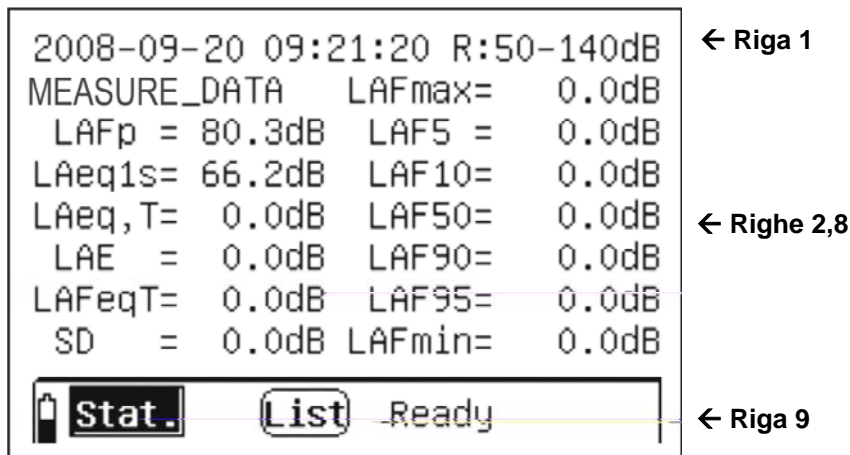 2008-09-20 09:21:20 R:50-140dB ← Riga 1
MEASURE_DATA LAFmax= 0.0dB
LAFp = 80.3dB LAF5 = 0.0dB
LAeq1s= 66.2dB LAF10= 0.0dB
LAeq,T= 0.0dB LAF50= 0.0dB ← Righe 2,8
LAE = 0.0dB LAF90= 0.0dB
LAFeqT= 0.0dB LAF95= 0.0dB
SD = 0.0dB LAFmin= 0.0dB
Stat. List Ready ← Riga 9